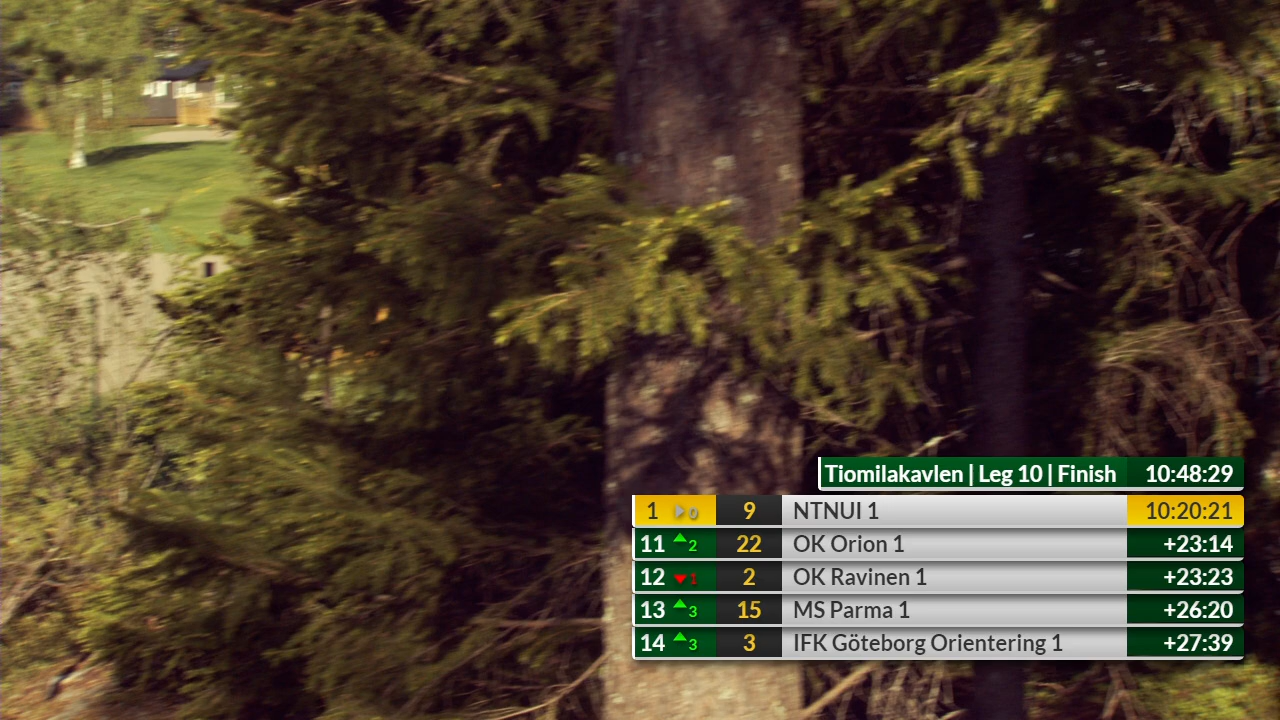 Tiomilakavlen | Leg 10 | Finish 10:48:29
1 0 9 NTNUI 1 10:20:21
11 2 22 OK Orion 1 +23:14
12 1 2 OK Ravinen 1 +23:23
13 3 15 MS Parma 1 +26:20
14 3 3 IFK Göteborg Orientering 1 +27:39